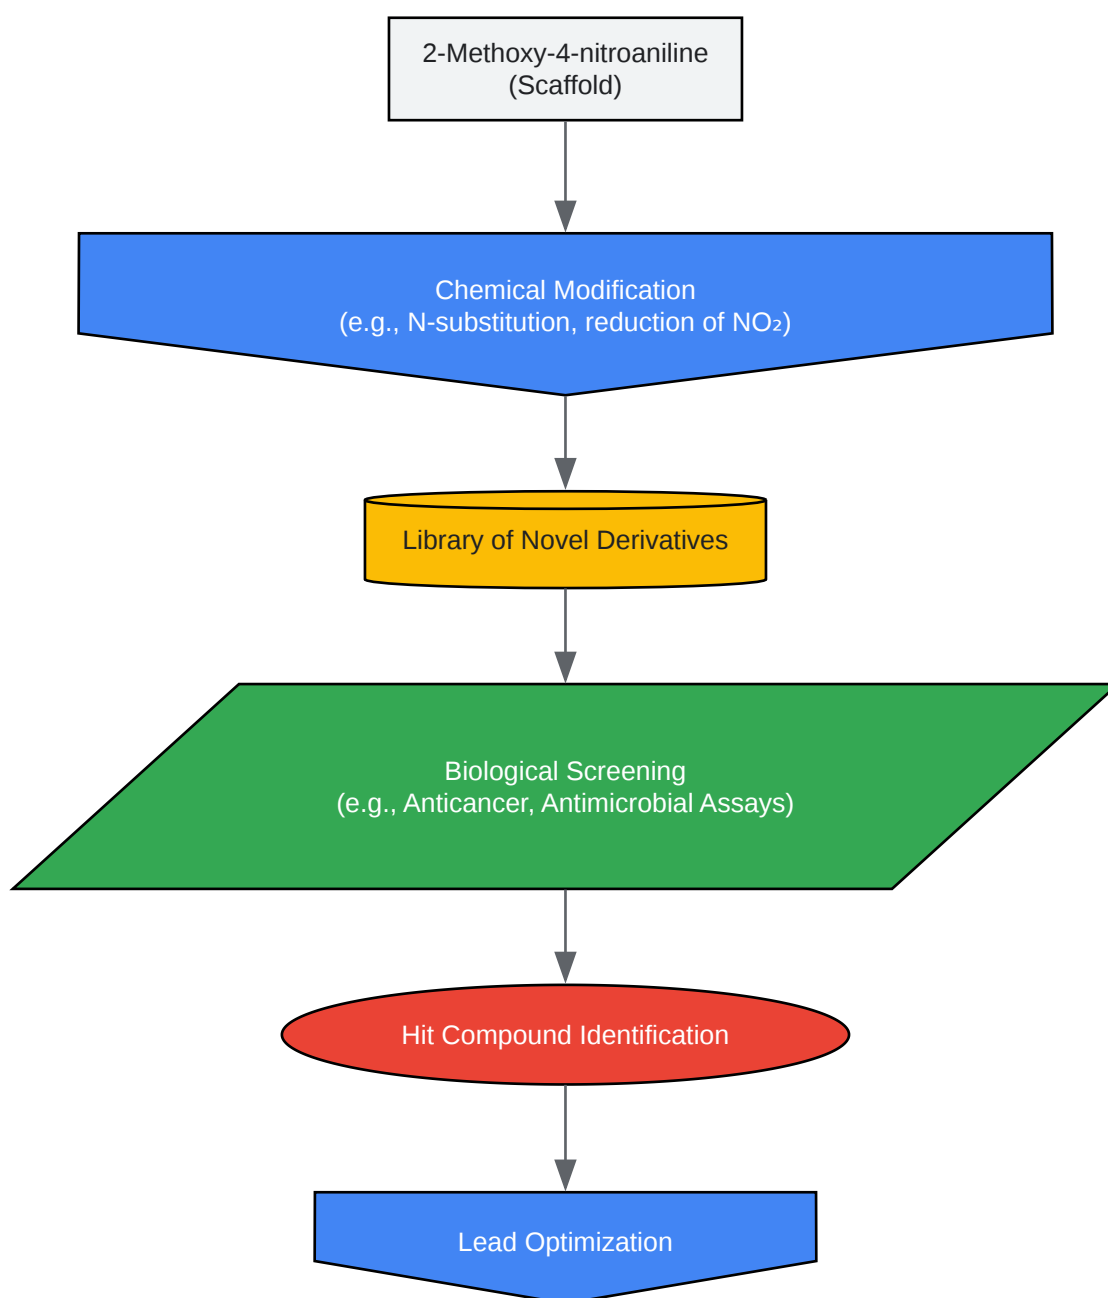 2-Methoxy-4-nitroaniline
(Scaffold)
Chemical Modification
(e.g., N-substitution, reduction of NO₂)
Library of Novel Derivatives
Biological Screening
(e.g., Anticancer, Antimicrobial Assays)
Hit Compound Identification
Lead Optimization